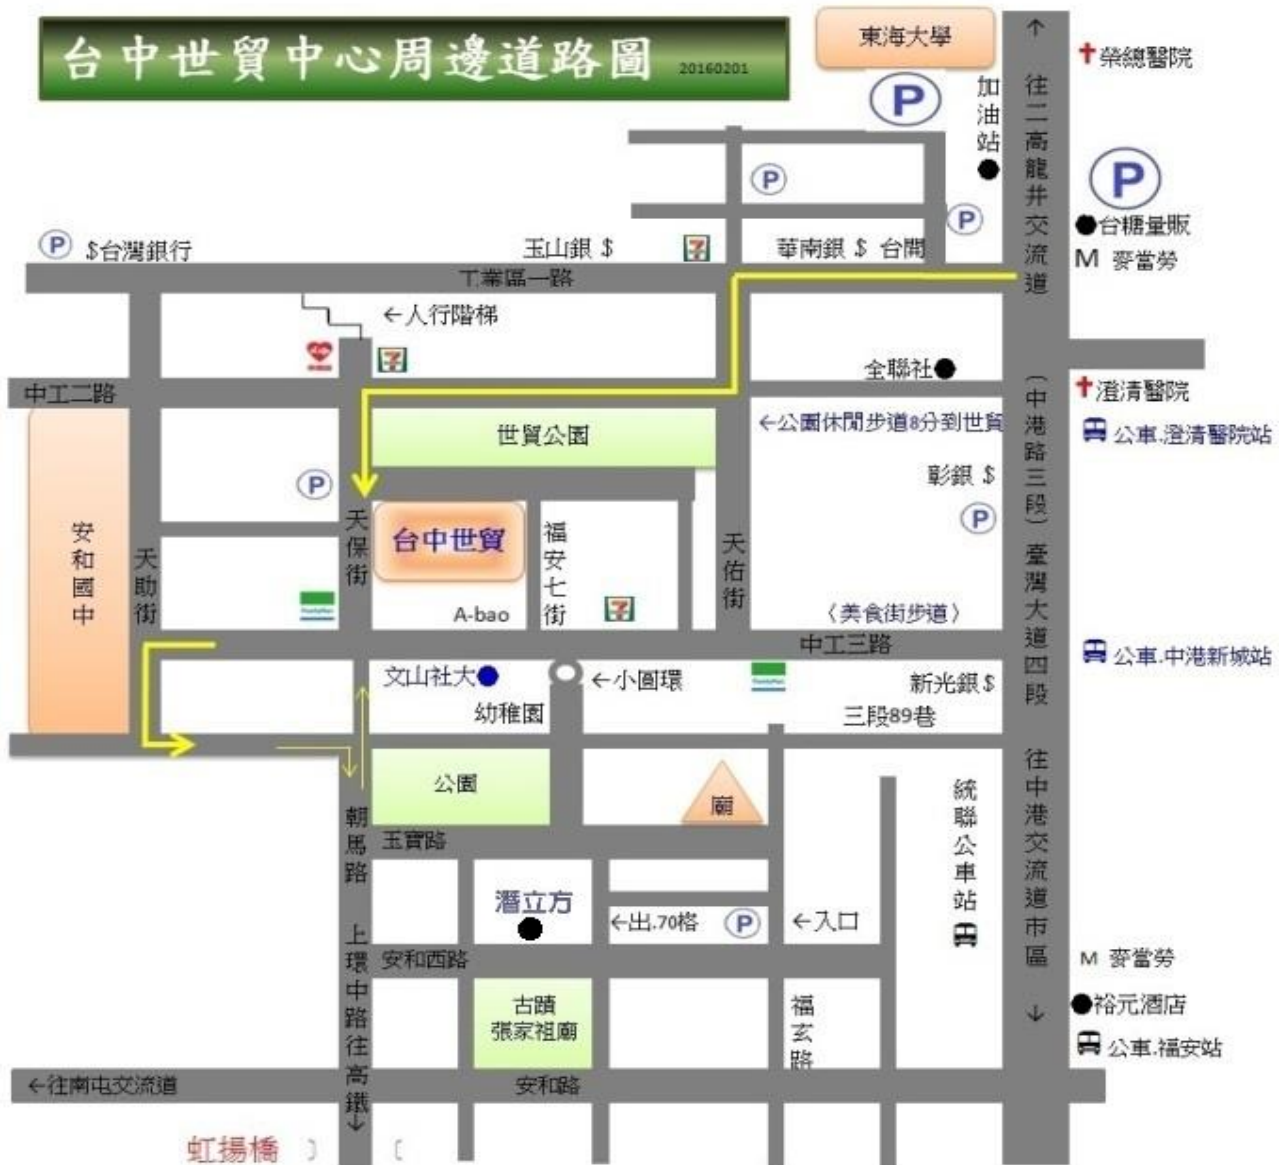 台中世貿中心周邊道路圖 20160201
東海大學
P
加油站
↑ 往二高龍井交流道
榮總醫院
P
P
P
台糖量販
M 麥當勞
P $台灣銀行
玉山銀 $
7
華南銀 $ 台開
工業區一路
←人行階梯
7
全聯社
中工二路
澄清醫院
世貿公園
←公園休閒步道8分到世貿
公車.澄清醫院站
彰銀 $
P
P
(中港路三段) 臺灣大道四段
安和國中
天助街
天保街
台中世貿
福安七街
天佑街
FamilyMart
A-bao
7
〈美食街步道〉
中工三路
公車.中港新城站
文山社大
←小圓環
FamilyMart
新光銀 $
幼稚園
三段89巷
公園
廟
往中港交流道市區 ↓
統聯公車站
朝馬路
玉寶路
潛立方
←出.70格 P
←入口
上環中路往高鐵↓
安和西路
M 麥當勞
古蹟
張家祖廟
福玄路
裕元酒店
公車.福安站
←往南屯交流道
安和路
虹揚橋